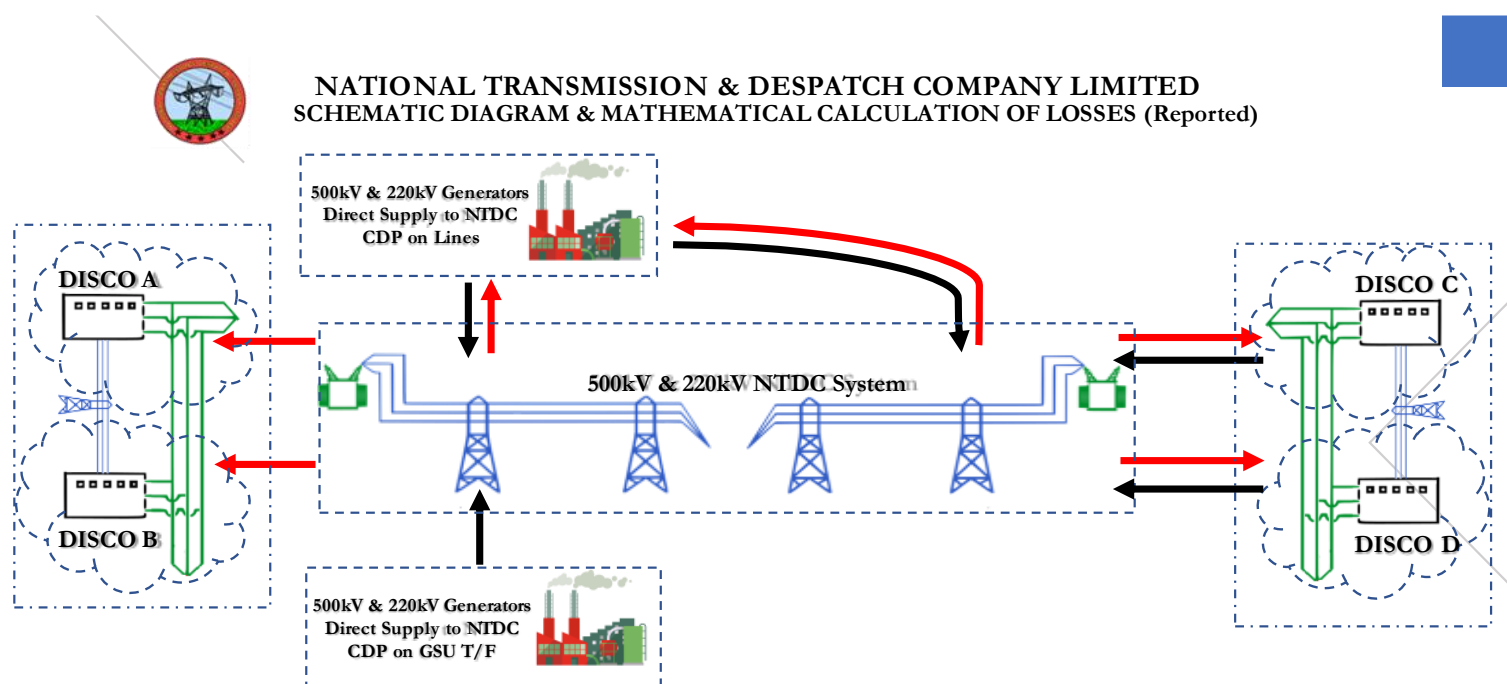 NATIONAL TRANSMISSION & DESPATCH COMPANY LIMITED
SCHEMATIC DIAGRAM & MATHEMATICAL CALCULATION OF LOSSES (Reported)
500kV & 220kV Generators
Direct Supply to NTDC
CDP on Lines
DISCO A
DISCO C
500kV & 220kV NTDC System
DISCO B
DISCO D
500kV & 220kV Generators
Direct Supply to NTDC
CDP on GSU T/F